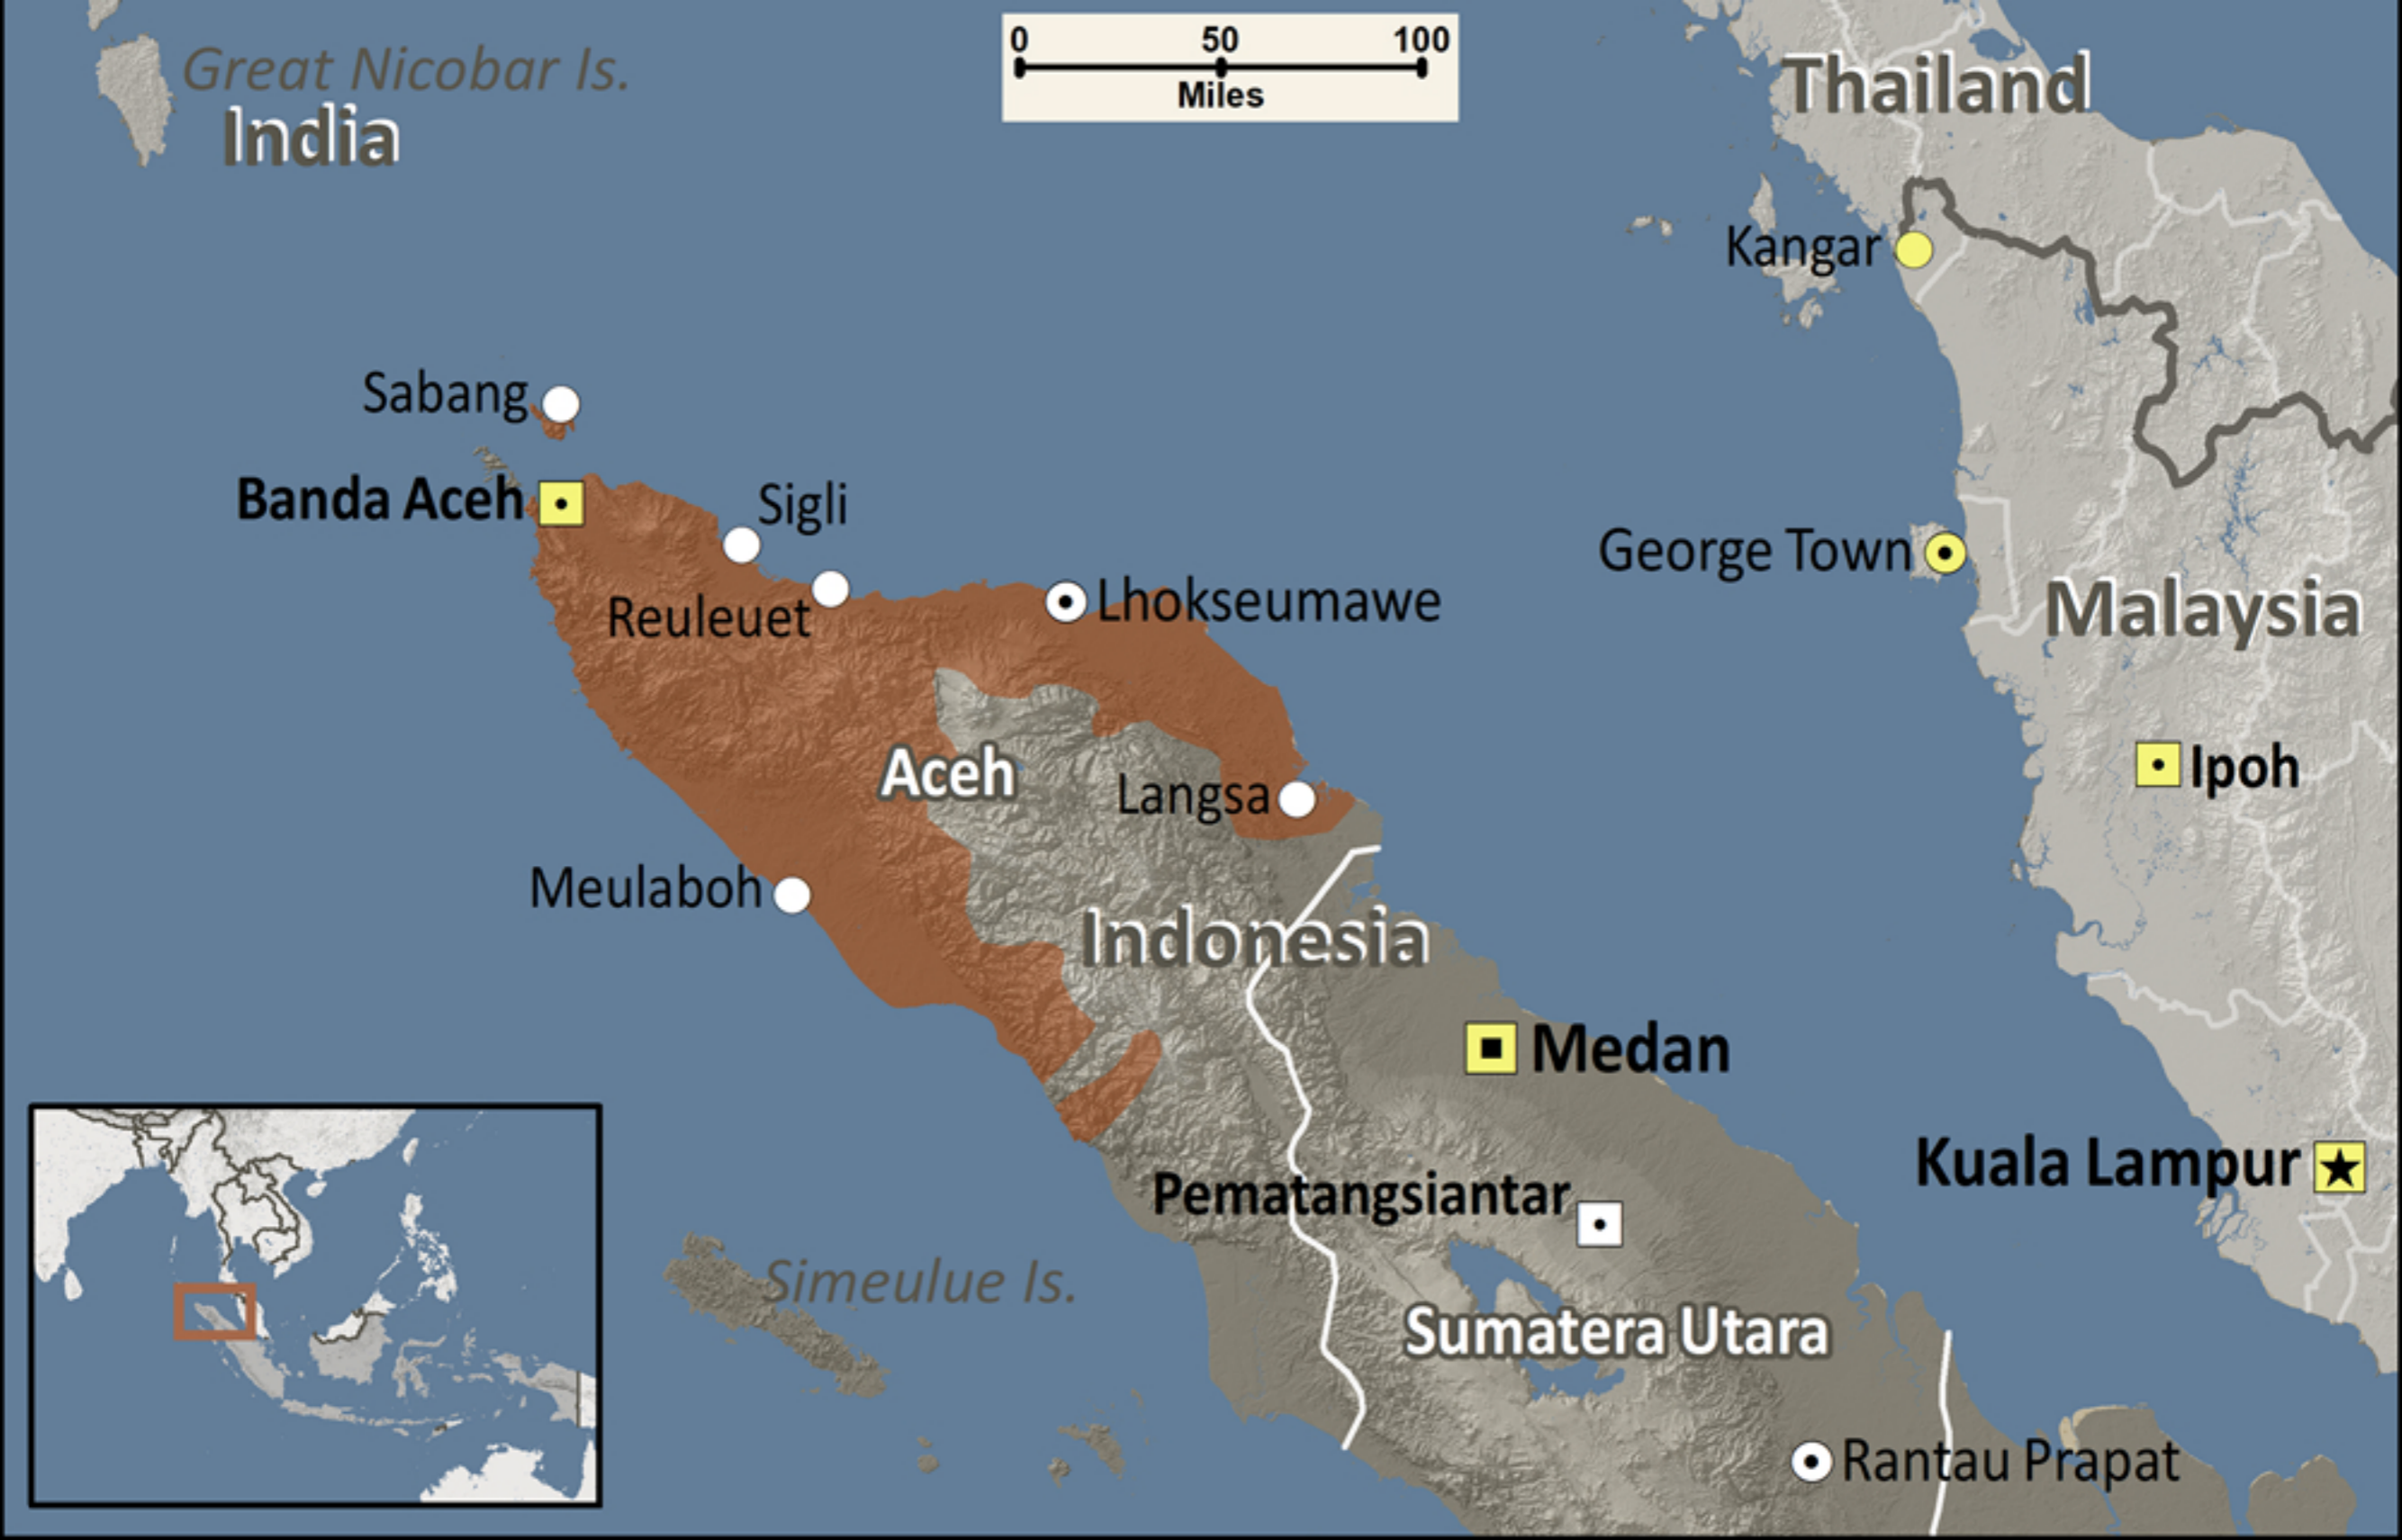 0 50 100
Miles
Great Nicobar Is.
India
Thailand
Kangar
Sabang
Banda Aceh
Sigli
Reuleuet
Lhokseumawe
George Town
Malaysia
Aceh
Langsa
Ipoh
Meulaboh
Indonesia
Medan
Kuala Lampur
Pematangsiantar
Simeulue Is.
Sumatera Utara
Rantau Prapat